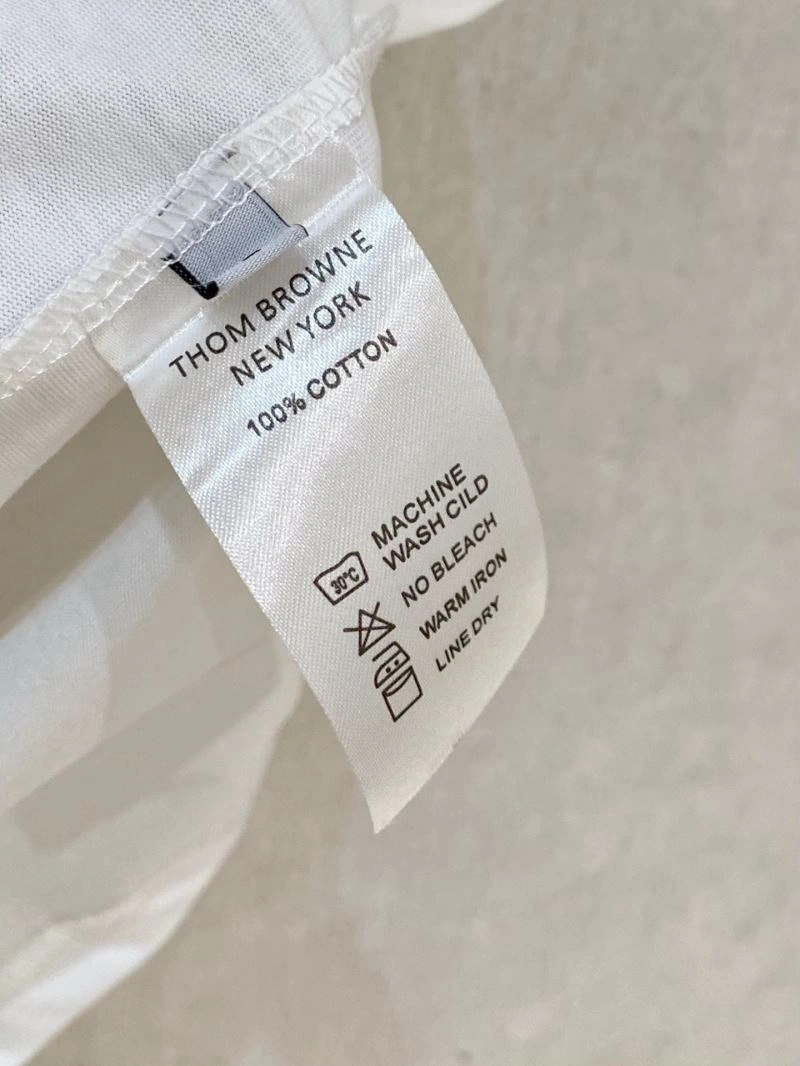 THOM BROWNE
NEW YORK
100% COTTON
MACHINE
WASH CILD
30°C
NO BLEACH
WARM IRON
LINE DRY